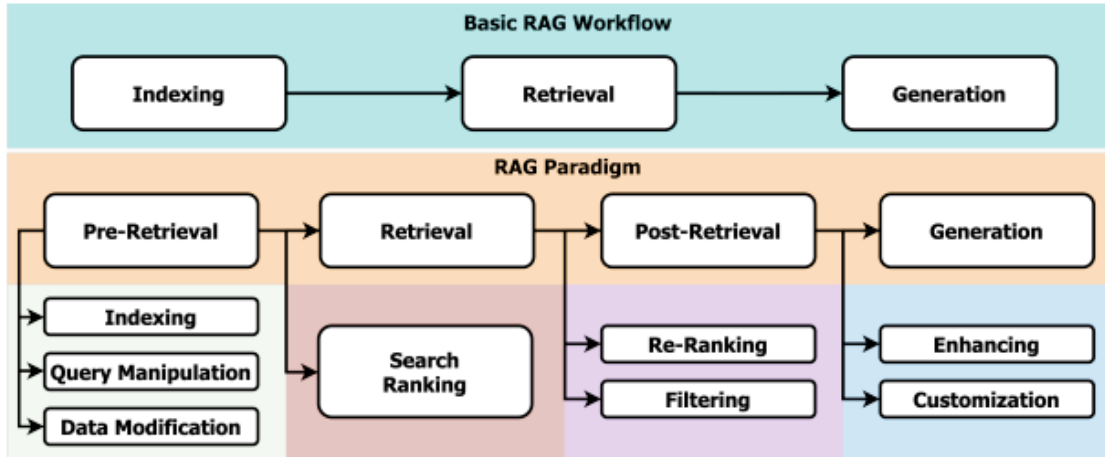 Basic RAG Workflow
Indexing
Retrieval
Generation
RAG Paradigm
Pre-Retrieval
Retrieval
Post-Retrieval
Generation
Indexing
Query Manipulation
Data Modification
Search
Ranking
Re-Ranking
Filtering
Enhancing
Customization